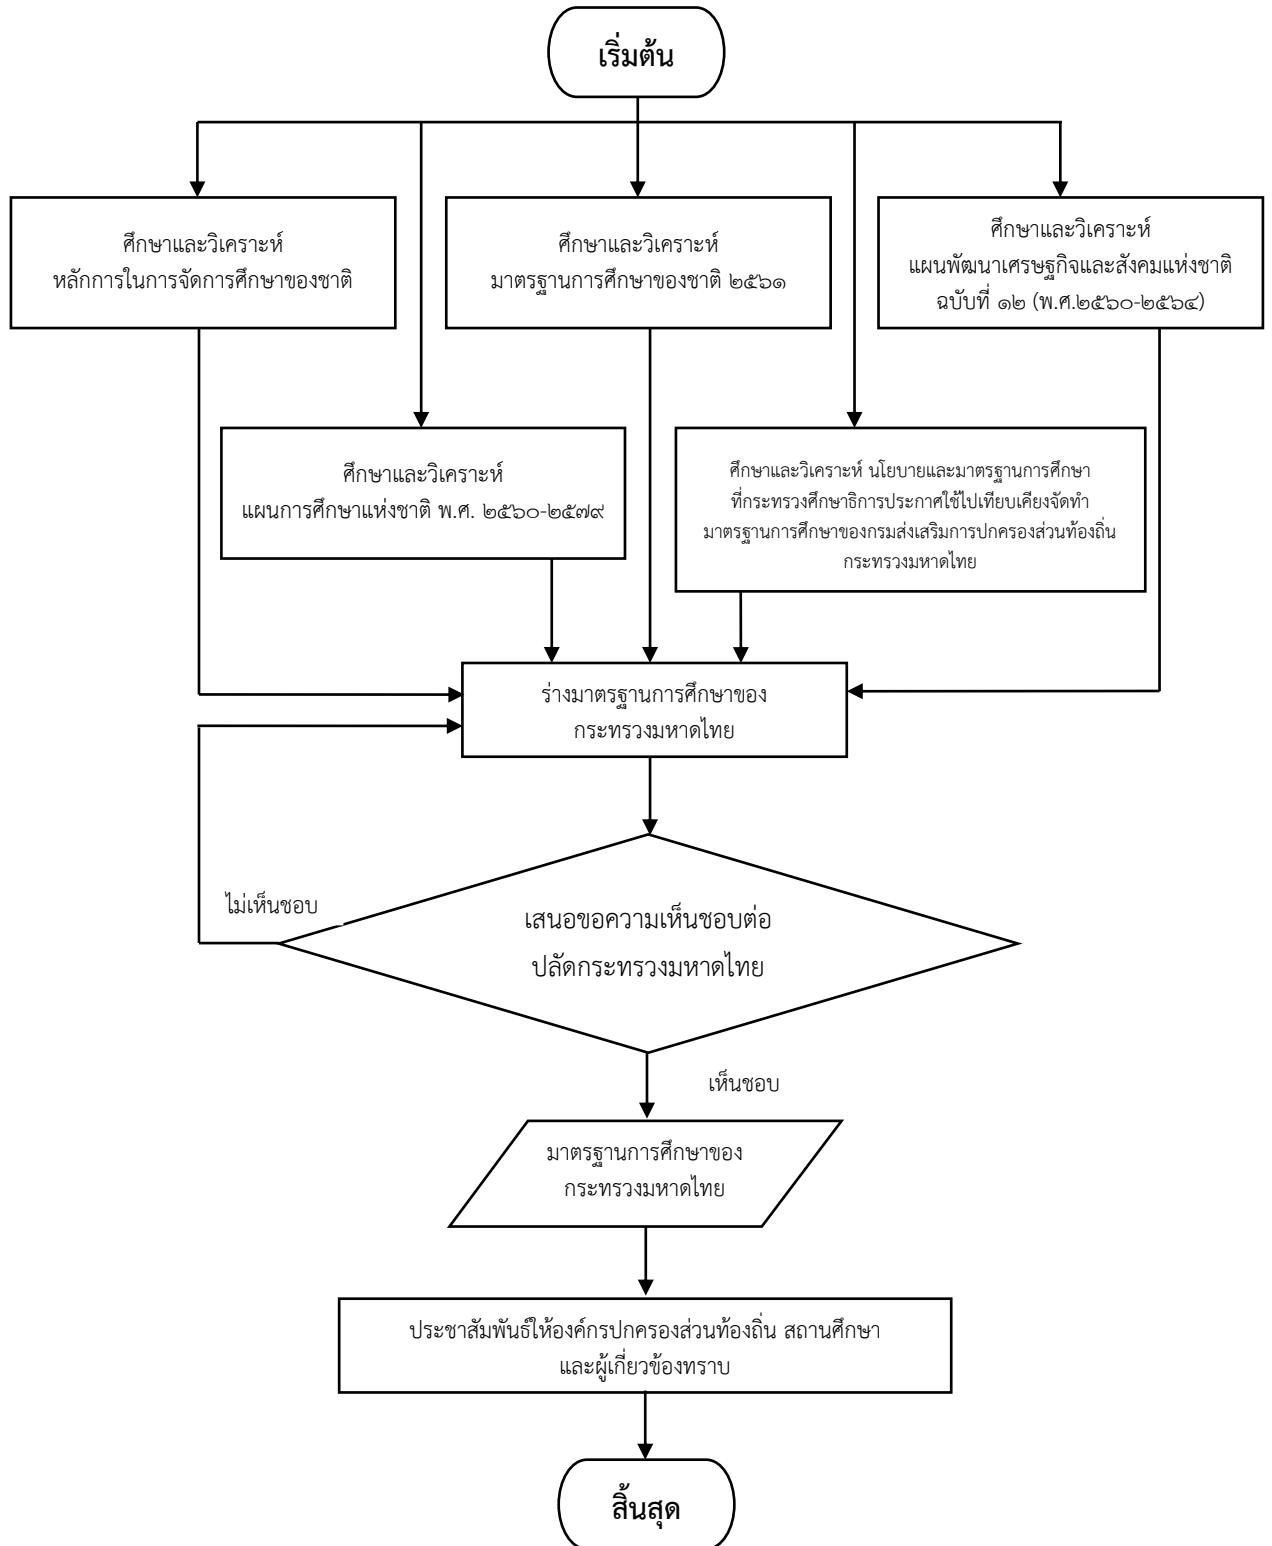 เริ่มต้น
ศึกษาและวิเคราะห์
หลักการในการจัดการศึกษาของชาติ
ศึกษาและวิเคราะห์
มาตรฐานการศึกษาของชาติ ๒๕๖๑
ศึกษาและวิเคราะห์
แผนพัฒนาเศรษฐกิจและสังคมแห่งชาติ
ฉบับที่ ๑๒ (พ.ศ.๒๕๖๐-๒๕๖๔)
ศึกษาและวิเคราะห์
แผนการศึกษาแห่งชาติ พ.ศ. ๒๕๖๐-๒๕๗๙
ศึกษาและวิเคราะห์ นโยบายและมาตรฐานการศึกษา
ที่กระทรวงศึกษาธิการประกาศใช้ไปเทียบเคียงจัดทำ
มาตรฐานการศึกษาของกรมส่งเสริมการปกครองส่วนท้องถิ่น
กระทรวงมหาดไทย
ร่างมาตรฐานการศึกษาของ
กระทรวงมหาดไทย
ไม่เห็นชอบ
เสนอขอความเห็นชอบต่อ
ปลัดกระทรวงมหาดไทย
เห็นชอบ
มาตรฐานการศึกษาของ
กระทรวงมหาดไทย
ประชาสัมพันธ์ให้องค์กรปกครองส่วนท้องถิ่น สถานศึกษา
และผู้เกี่ยวข้องทราบ
สิ้นสุด